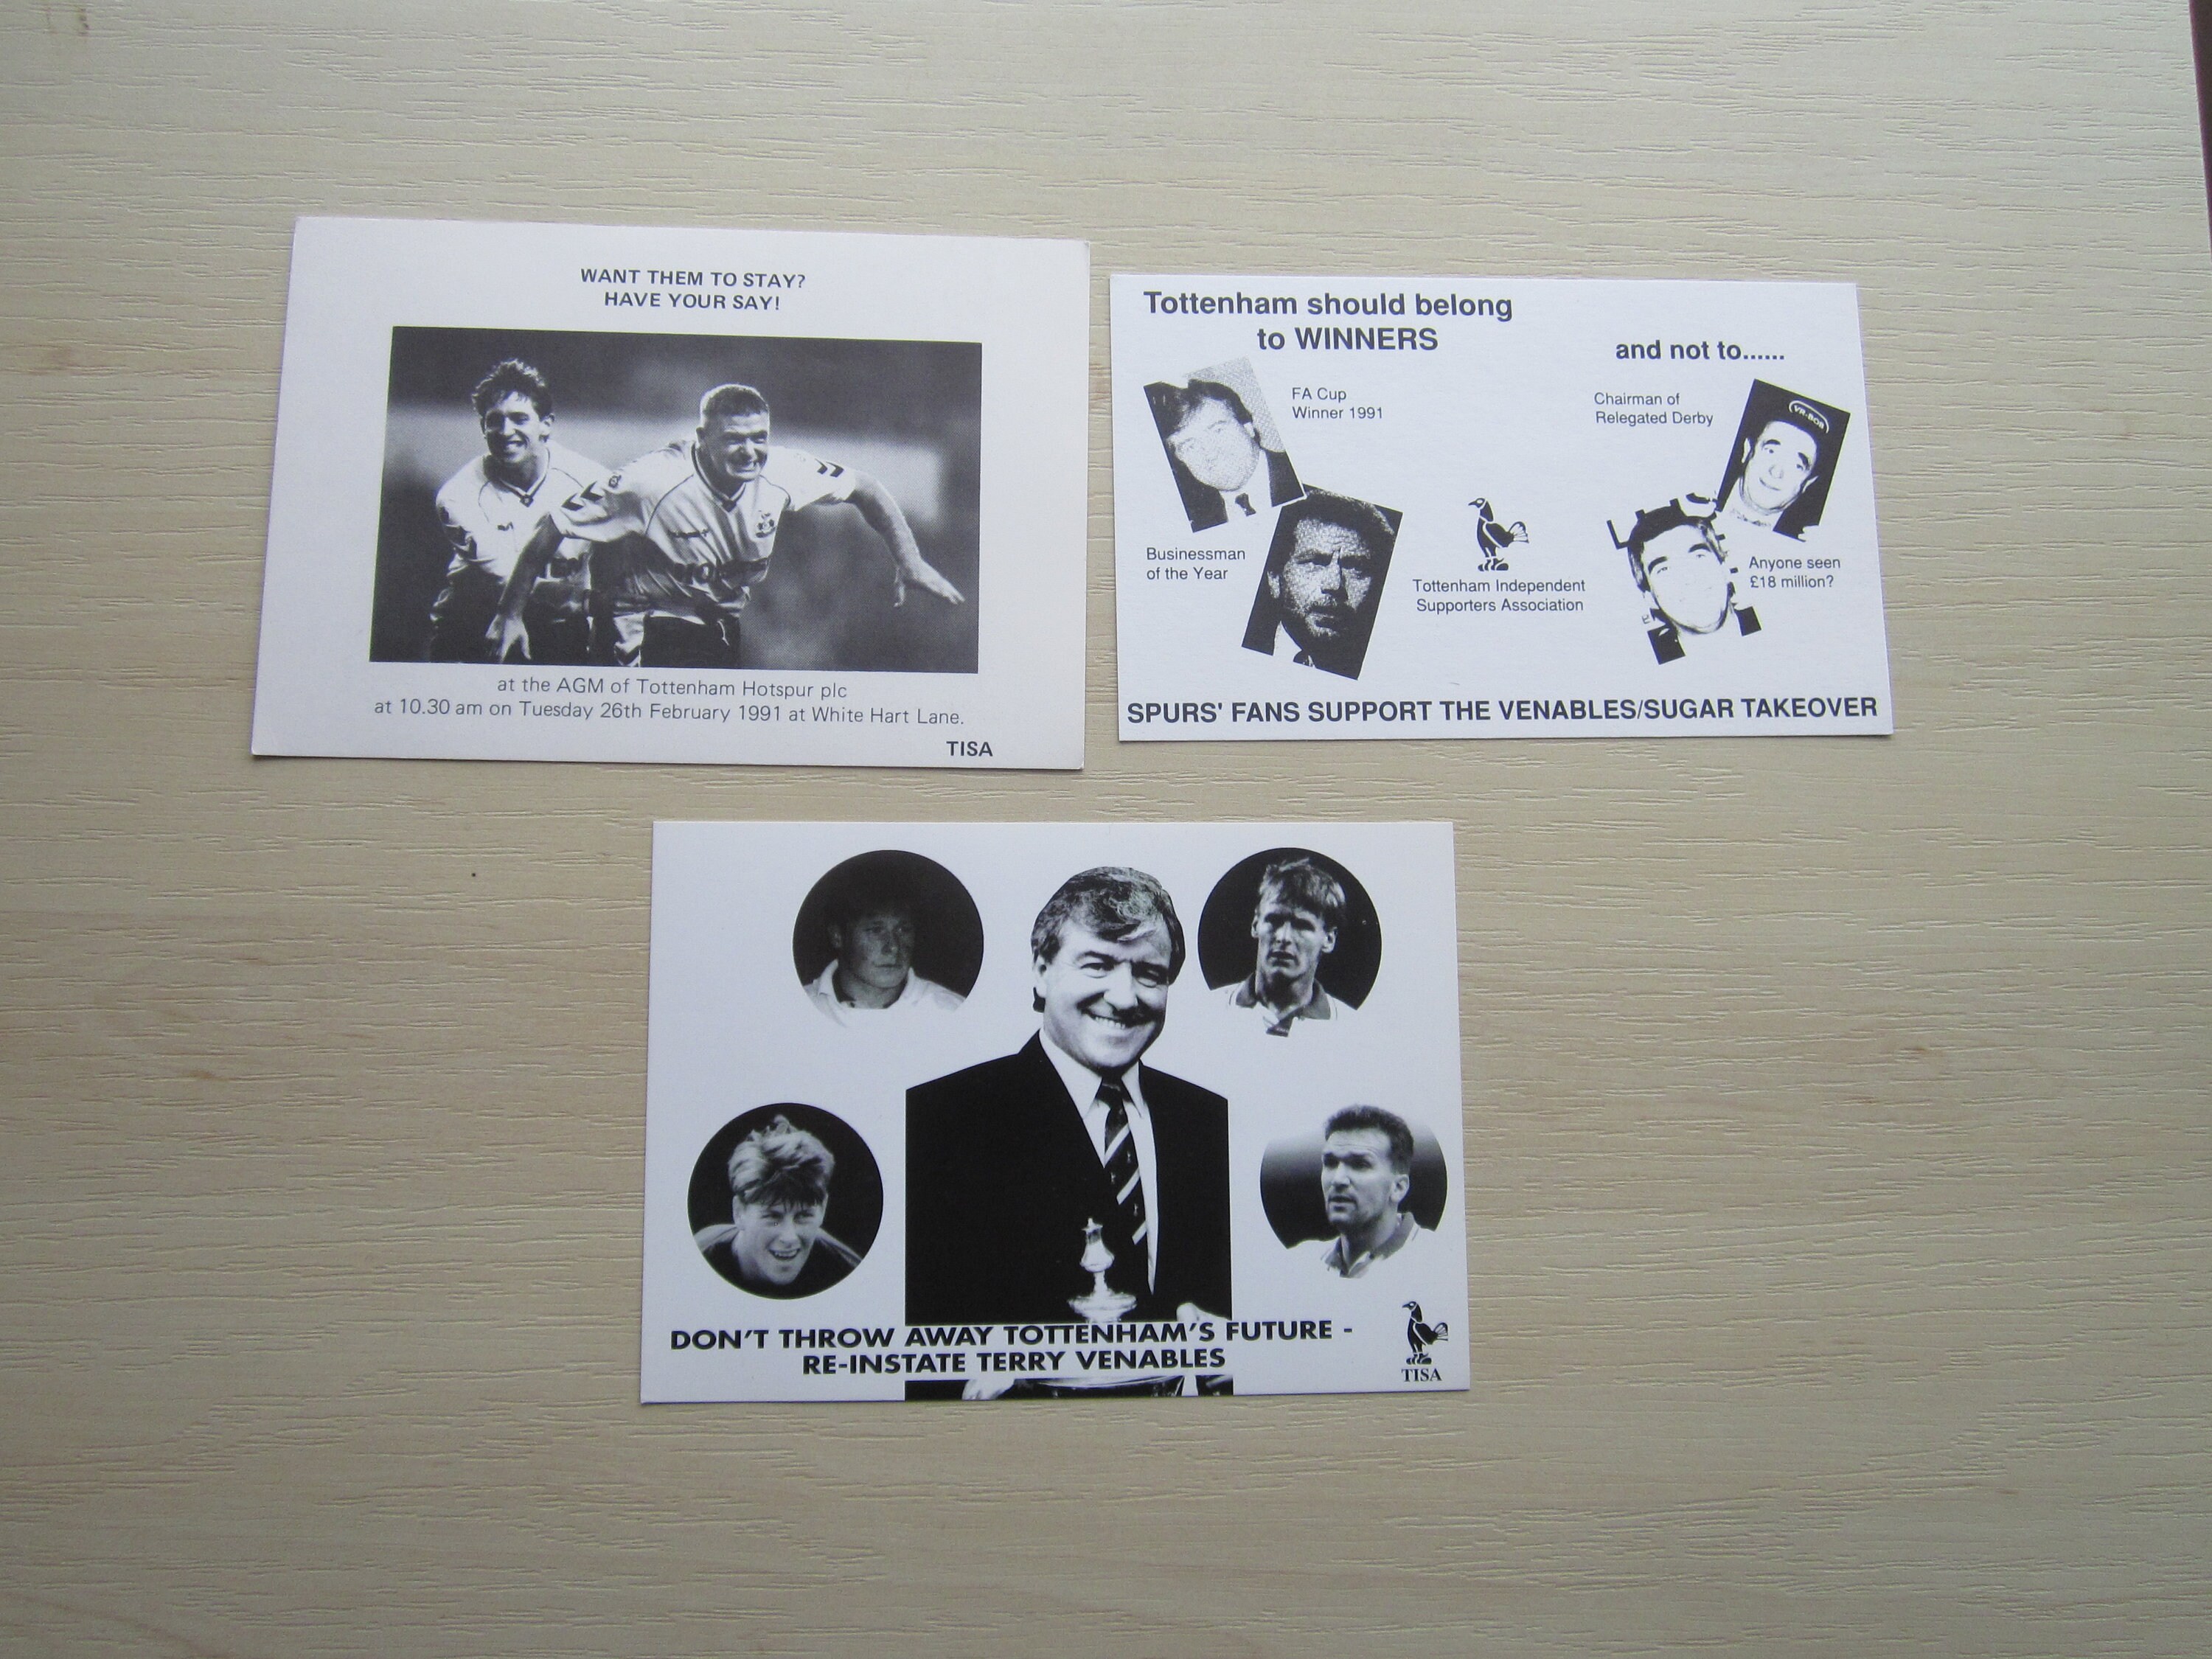 WANT THEM TO STAY?
HAVE YOUR SAY!
at the AGM of Tottenham Hotspur plc
at 10.30 am on Tuesday 26th February 1991 at White Hart Lane.
TISA
Tottenham should belong
to WINNERS
and not to......
FA Cup
Winner 1991
Chairman of
Relegated Derby
VR-BOB
Businessman
of the Year
Anyone seen
£18 million?
Tottenham Independent
Supporters Association
SPURS' FANS SUPPORT THE VENABLES/SUGAR TAKEOVER
DON'T THROW AWAY TOTTENHAM'S FUTURE -
RE-INSTATE TERRY VENABLES
TISA